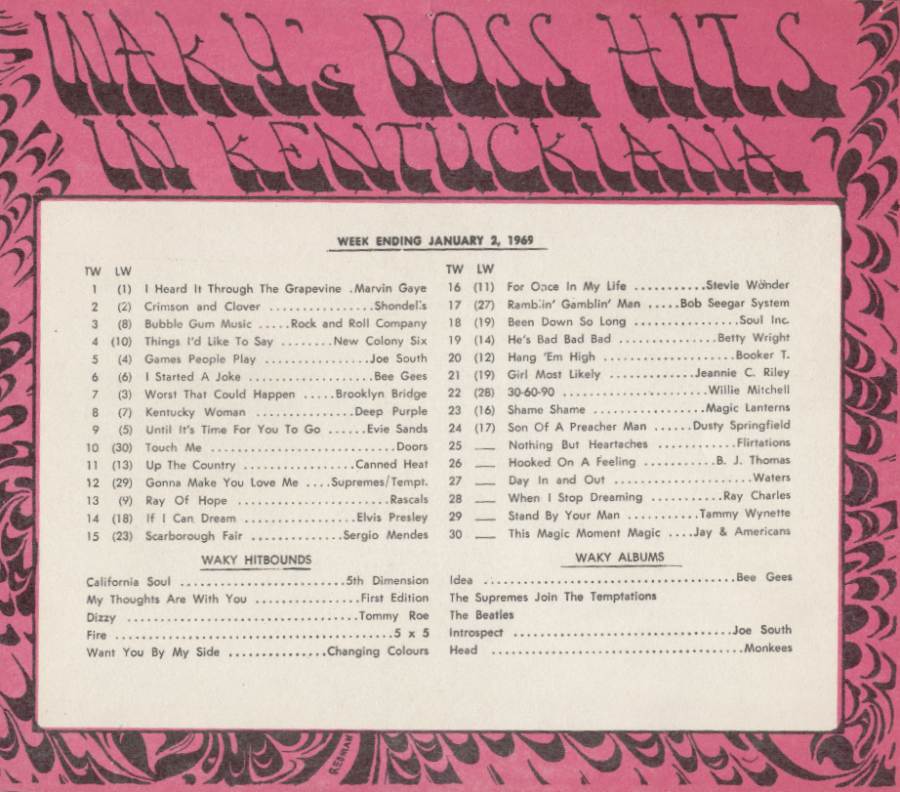 WAKY's BOSS HITS
IN KENTUCKIANA
WEEK ENDING JANUARY 2, 1969
TW LW
1 (1) I Heard It Through The Grapevine .Marvin Gaye
2 (2) Crimson and Clover ..................Shondells
3 (8) Bubble Gum Music .....Rock and Roll Company
4 (10) Things I'd Like To Say ........New Colony Six
5 (4) Games People Play ................Joe South
6 (6) I Started A Joke ..................Bee Gees
7 (3) Worst That Could Happen .....Brooklyn Bridge
8 (7) Kentucky Woman ...............Deep Purple
9 (5) Until It's Time For You To Go ......Evie Sands
10 (30) Touch Me ..........................Doors
11 (13) Up The Country ................Canned Heat
12 (29) Gonna Make You Love Me ....Supremes/Tempt.
13 (9) Ray Of Hope ......................Rascals
14 (18) If I Can Dream ................Elvis Presley
15 (23) Scarborough Fair .............Sergio Mendes
TW LW
16 (11) For Once In My Life ...........Stevie Wonder
17 (27) Ramblin' Gamblin' Man .....Bob Seegar System
18 (19) Been Down So Long ...............Soul Inc.
19 (14) He's Bad Bad Bad ..............Betty Wright
20 (12) Hang 'Em High ....................Booker T.
21 (19) Girl Most Likely .............Jeannie C. Riley
22 (28) 30-60-90 .....................Willie Mitchell
23 (16) Shame Shame ...............Magic Lanterns
24 (17) Son Of A Preacher Man ......Dusty Springfield
25 __ Nothing But Heartaches ............Flirtations
26 __ Hooked On A Feeling ..........B. J. Thomas
27 __ Day In and Out .....................Waters
28 __ When I Stop Dreaming ..........Ray Charles
29 __ Stand By Your Man ...........Tammy Wynette
30 __ This Magic Moment Magic ....Jay & Americans
WAKY HITBOUNDS
California Soul ........................5th Dimension
My Thoughts Are With You ...............First Edition
Dizzy ..................................Tommy Roe
Fire ........................................5 x 5
Want You By My Side ..............Changing Colours
WAKY ALBUMS
Idea ....................................Bee Gees
The Supremes Join The Temptations
The Beatles
Introspect ................................Joe South
Head .....................................Monkees
REDMAN